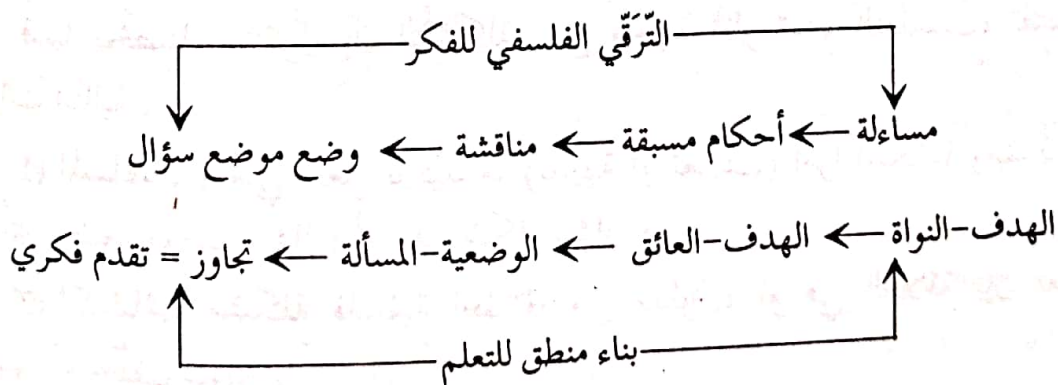 التّرَقّي الفلسفي للفكر
مساءلة ← أحكام مسبقة ← مناقشة ← وضع موضع سؤال
الهدف-النواة ← الهدف-العائق ← الوضعية-المسألة ← تجاوز = تقدم فكري
بناء منطق للتعلم